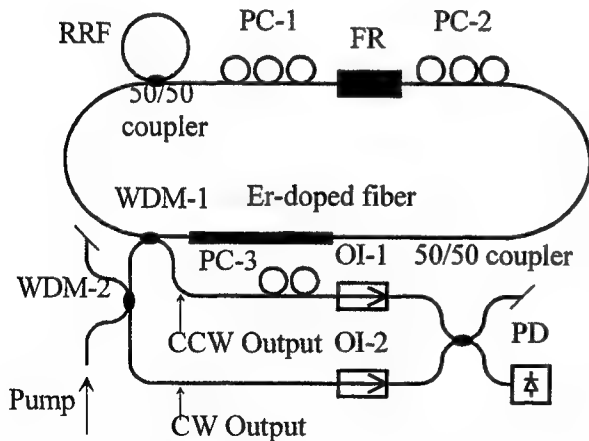 RRF
PC-1
FR
PC-2
50/50
coupler
WDM-1
Er-doped fiber
PC-3
OI-1
50/50 coupler
WDM-2
CCW Output
OI-2
PD
Pump
CW Output